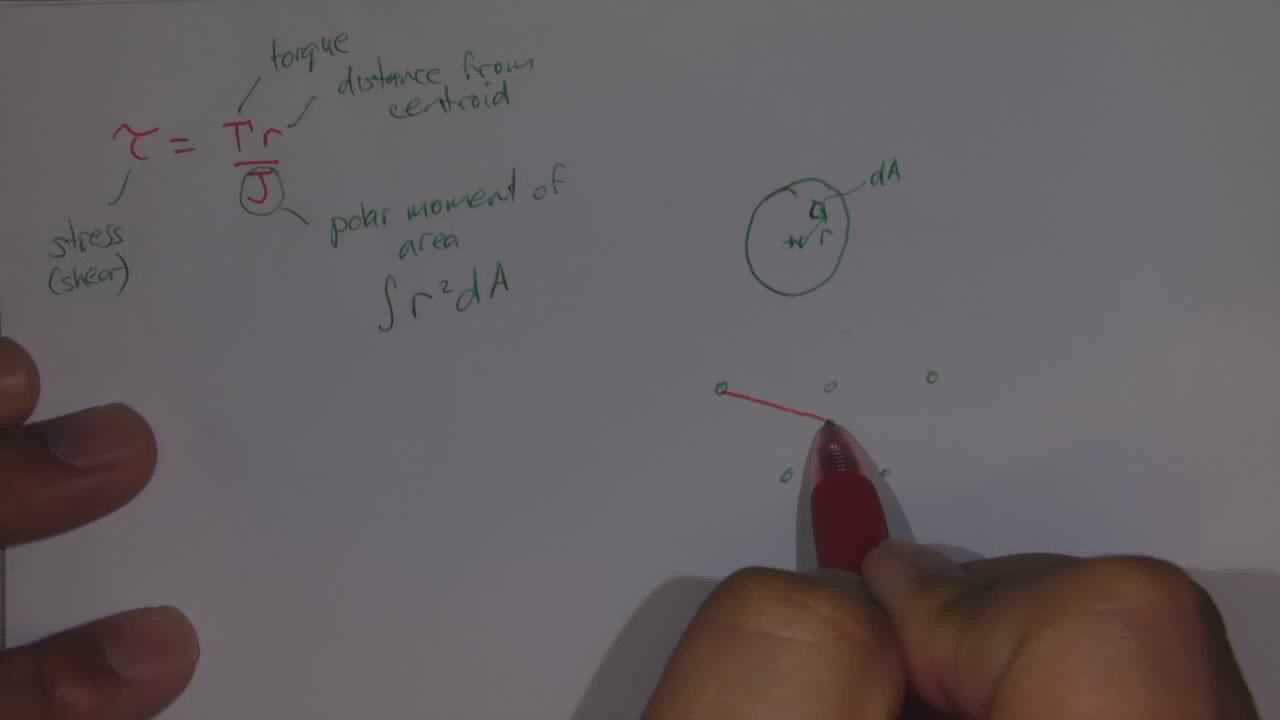 torque
distance from
centroid
τ = Tr
J
stress
(shear)
polar moment of
area
∫r²dA
dA
r